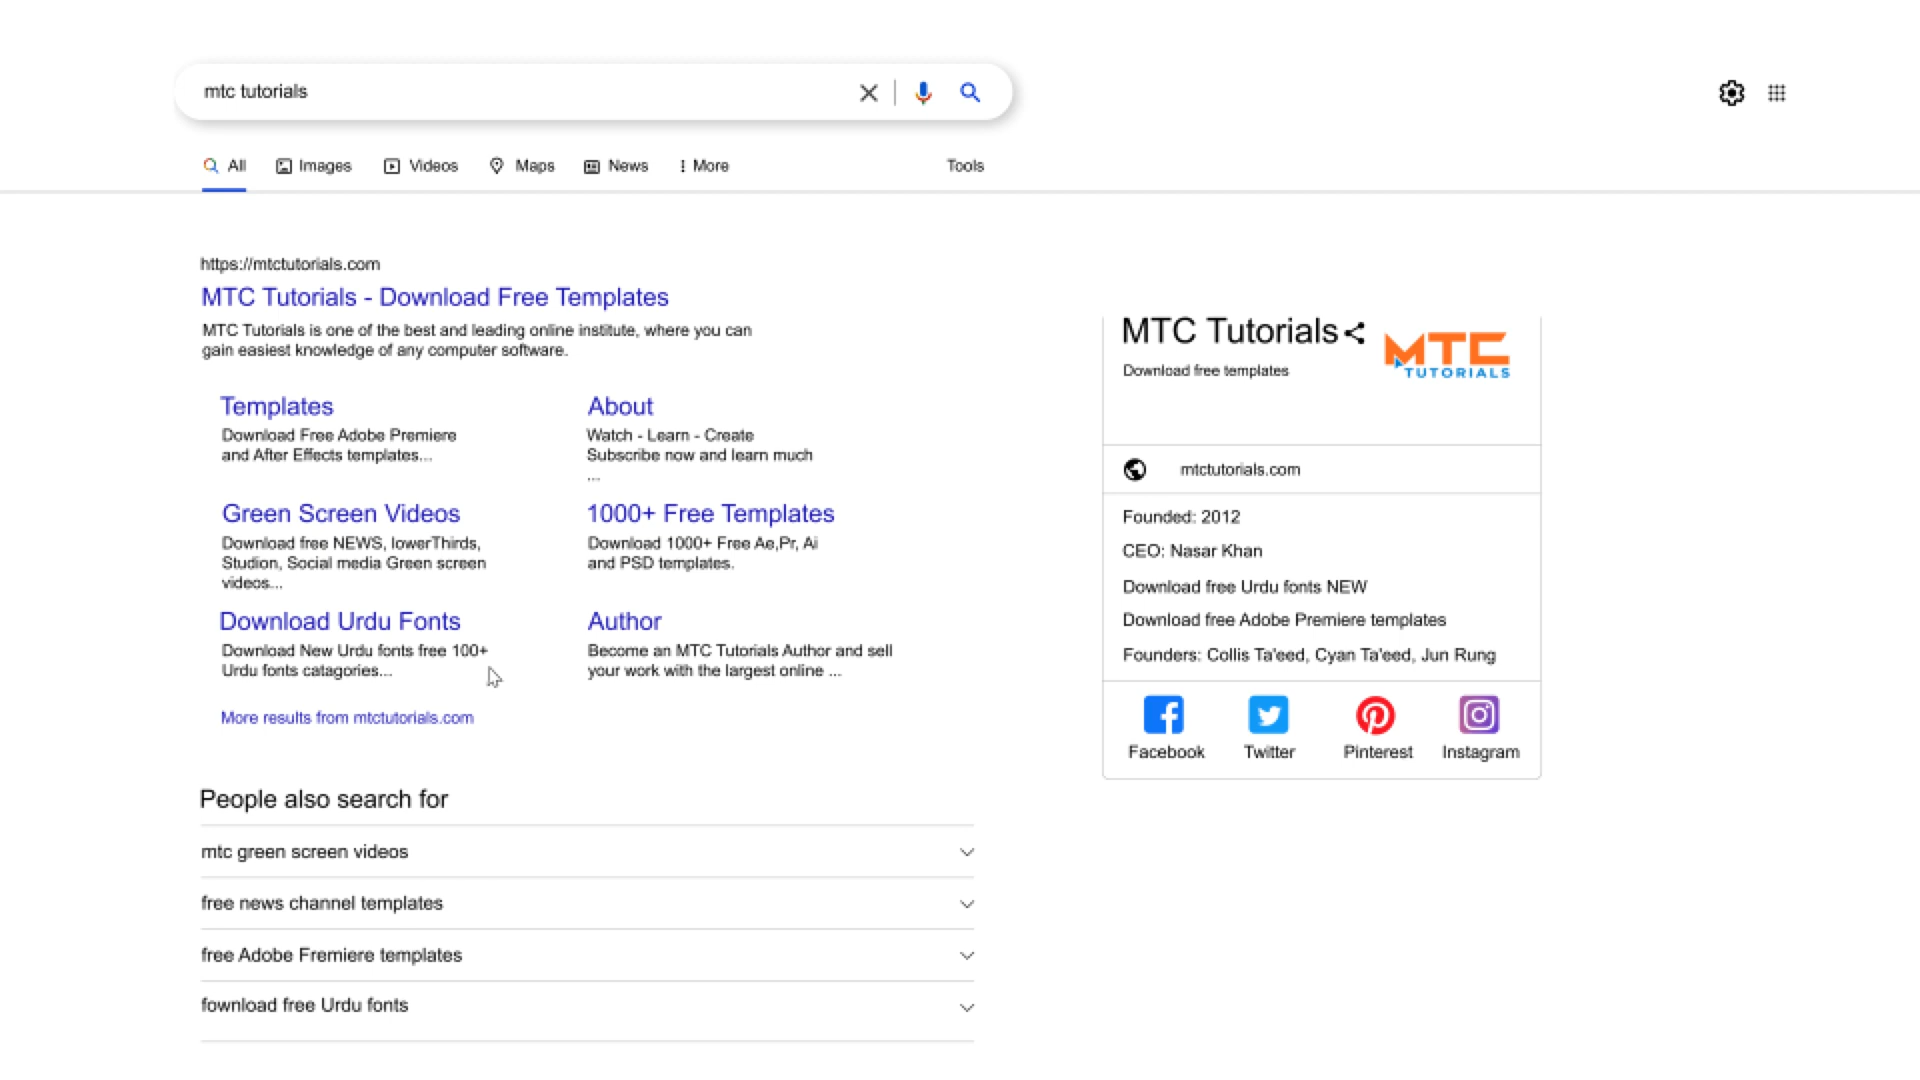 mtc tutorials
All Images Videos Maps News More Tools
https://mtctutorials.com
MTC Tutorials - Download Free Templates
MTC Tutorials is one of the best and leading online institute, where you can
gain easiest knowledge of any computer software.
Templates
Download Free Adobe Premiere
and After Effects templates...
About
Watch - Learn - Create
Subscribe now and learn much
...
Green Screen Videos
Download free NEWS, lowerThirds,
Studion, Social media Green screen
videos...
1000+ Free Templates
Download 1000+ Free Ae,Pr, Ai
and PSD templates.
Download Urdu Fonts
Download New Urdu fonts free 100+
Urdu fonts catagories...
Author
Become an MTC Tutorials Author and sell
your work with the largest online ...
More results from mtctutorials.com
People also search for
mtc green screen videos
free news channel templates
free Adobe Fremiere templates
fownload free Urdu fonts
MTC Tutorials
Download free templates
MTC
TUTORIALS
mtctutorials.com
Founded: 2012
CEO: Nasar Khan
Download free Urdu fonts NEW
Download free Adobe Premiere templates
Founders: Collis Ta'eed, Cyan Ta'eed, Jun Rung
Facebook Twitter Pinterest Instagram